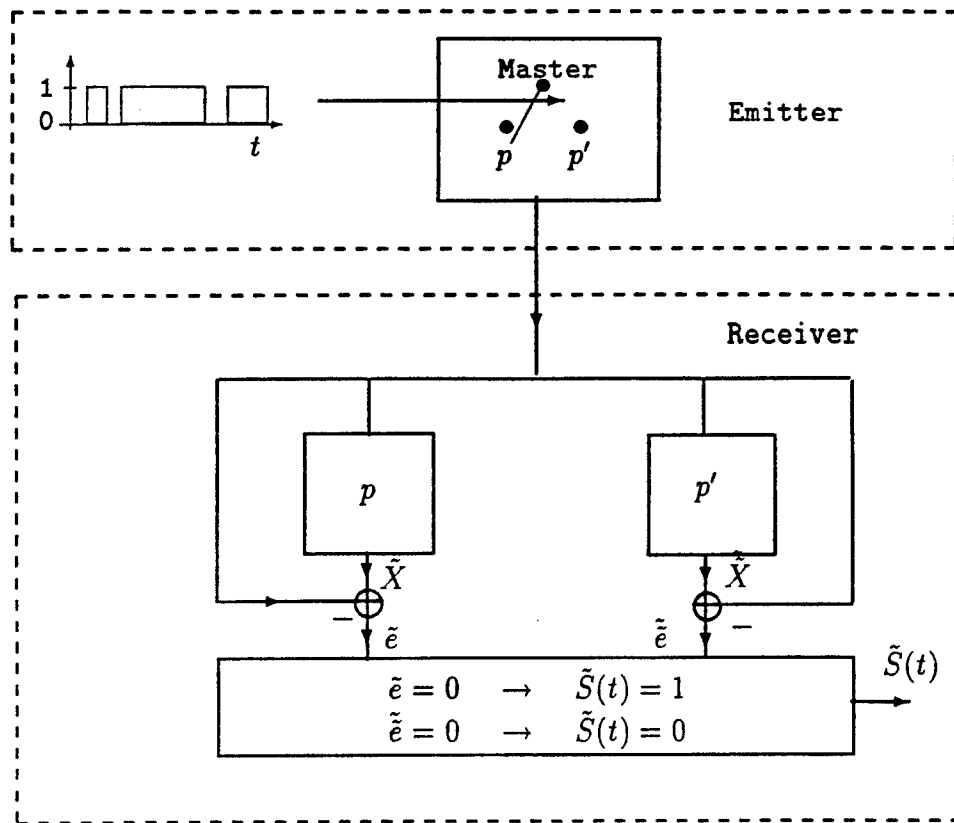 Master
1
0
t
p p′
Emitter
Receiver
p p′
X̃ X̃̃
− −
ẽ ẽ̃
ẽ = 0 → S̃(t) = 1
ẽ̃ = 0 → S̃(t) = 0
S̃(t)